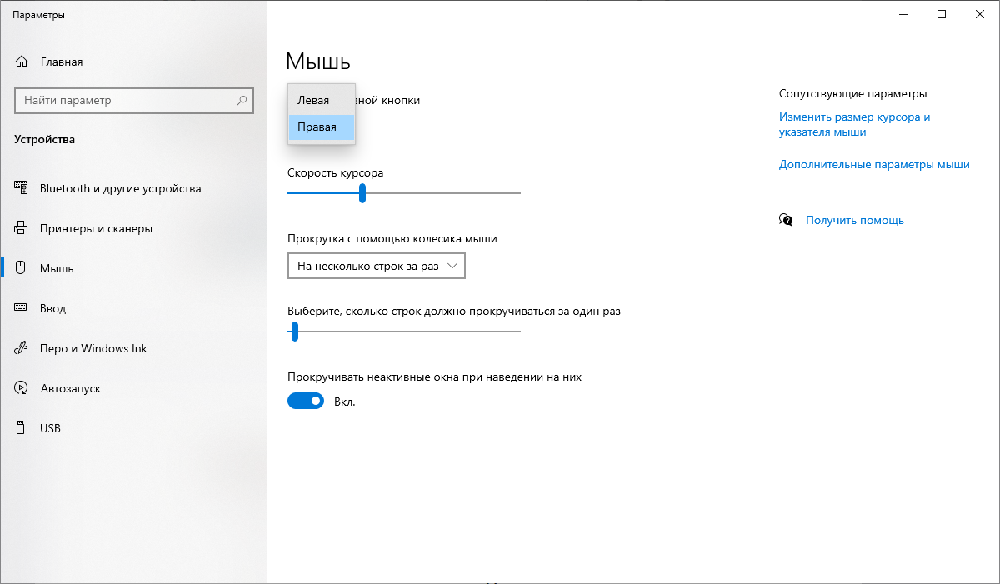 Параметры
Главная
Найти параметр
Устройства
Bluetooth и другие устройства
Принтеры и сканеры
Мышь
Ввод
Перо и Windows Ink
Автозапуск
USB
Мышь
Левая
кнопки
Правая
Скорость курсора
Прокрутка с помощью колесика мыши
На несколько строк за раз
Выберите, сколько строк должно прокручиваться за один раз
Прокручивать неактивные окна при наведении на них
Вкл.
Сопутствующие параметры
Изменить размер курсора и
указателя мыши
Дополнительные параметры мыши
Получить помощь